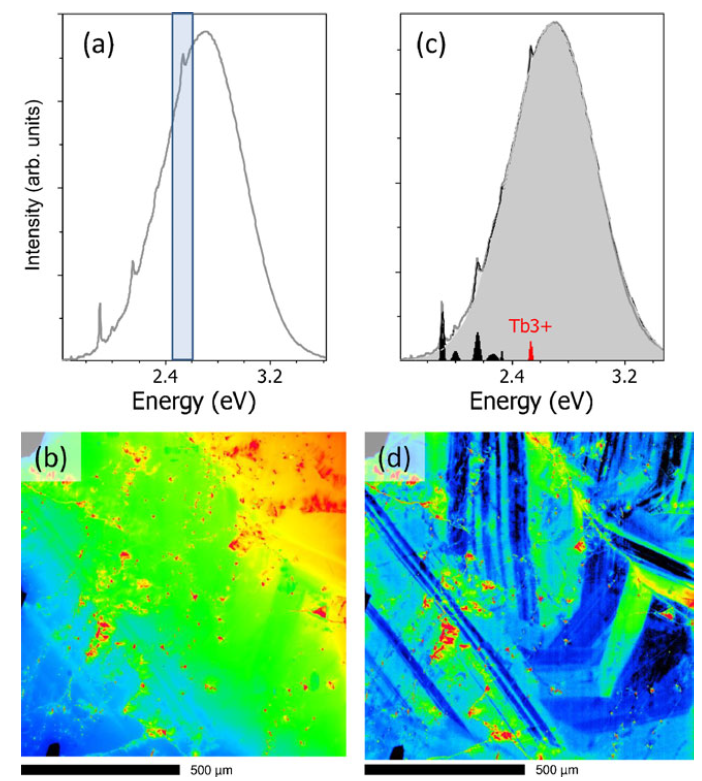 (a)
Intensity (arb. units)
2.4
3.2
Energy (eV)
(c)
Tb3+
2.4
3.2
Energy (eV)
(b)
500 µm
(d)
500 µm